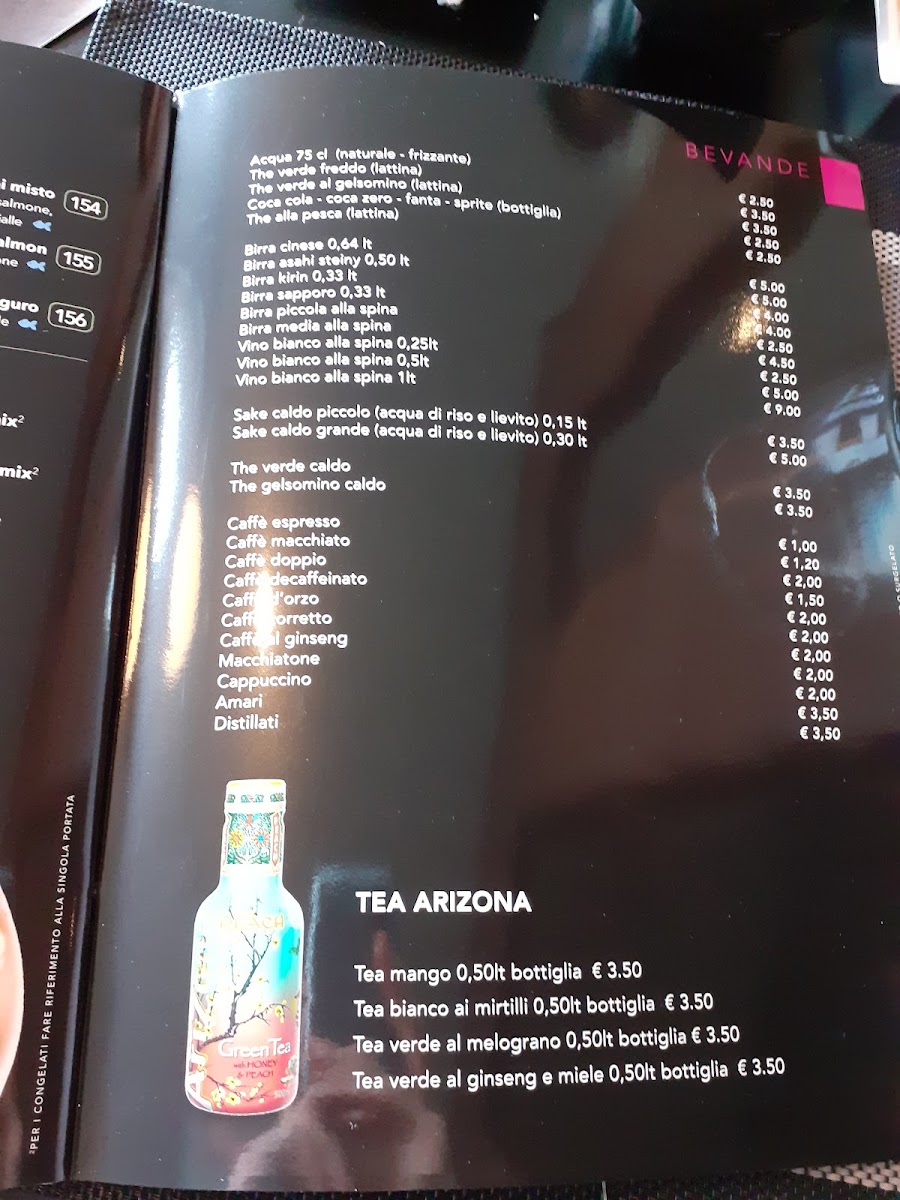 i misto 154
salmone,
ialle
almon 155
one
guro 156
le
ix²
mix²
²PER I CONGELATI FARE RIFERIMENTO ALLA SINGOLA PORTATA
BEVANDE
Acqua 75 cl (naturale - frizzante) € 2.50
The verde freddo (lattina) € 3.50
The verde al gelsomino (lattina) € 3.50
Coca cola - coca zero - fanta - sprite (bottiglia) € 2.50
The alla pesca (lattina) € 2.50
Birra cinese 0,64 lt € 5.00
Birra asahi steiny 0,50 lt € 5.00
Birra kirin 0,33 lt € 4.00
Birra sapporo 0,33 lt € 4.00
Birra piccola alla spina € 2.50
Birra media alla spina € 4.50
Vino bianco alla spina 0,25lt € 2.50
Vino bianco alla spina 0,5lt € 5.00
Vino bianco alla spina 1lt € 9.00
Sake caldo piccolo (acqua di riso e lievito) 0,15 lt € 3.50
Sake caldo grande (acqua di riso e lievito) 0,30 lt € 5.00
The verde caldo € 3.50
The gelsomino caldo € 3.50
Caffè espresso € 1,00
Caffè macchiato € 1,20
Caffè doppio € 2,00
Caffè decaffeinato € 1,50
Caffè d'orzo € 2,00
Caffè corretto € 2,00
Caffè al ginseng € 2,00
Macchiatone € 2,00
Cappuccino € 2,00
Amari € 3,50
Distillati € 3,50
O SURGELATO
PEACH
Green Tea
with HONEY
& PEACH
TEA ARIZONA
Tea mango 0,50lt bottiglia € 3.50
Tea bianco ai mirtilli 0,50lt bottiglia € 3.50
Tea verde al melograno 0,50lt bottiglia € 3.50
Tea verde al ginseng e miele 0,50lt bottiglia € 3.50